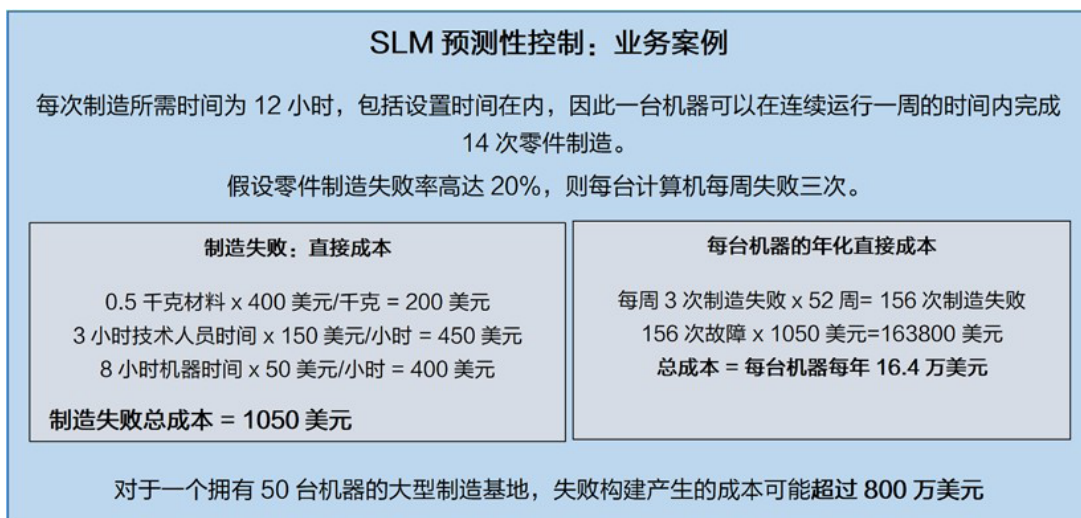 SLM 预测性控制：业务案例
每次制造所需时间为 12 小时，包括设置时间在内，因此一台机器可以在连续运行一周的时间内完成
14 次零件制造。
假设零件制造失败率高达 20%，则每台计算机每周失败三次。
制造失败：直接成本
0.5 千克材料 x 400 美元/千克 = 200 美元
3 小时技术人员时间 x 150 美元/小时 = 450 美元
8 小时机器时间 x 50 美元/小时 = 400 美元
制造失败总成本 = 1050 美元
每台机器的年化直接成本
每周 3 次制造失败 x 52 周= 156 次制造失败
156 次故障 x 1050 美元=163800 美元
总成本 = 每台机器每年 16.4 万美元
对于一个拥有 50 台机器的大型制造基地，失败构建产生的成本可能超过 800 万美元